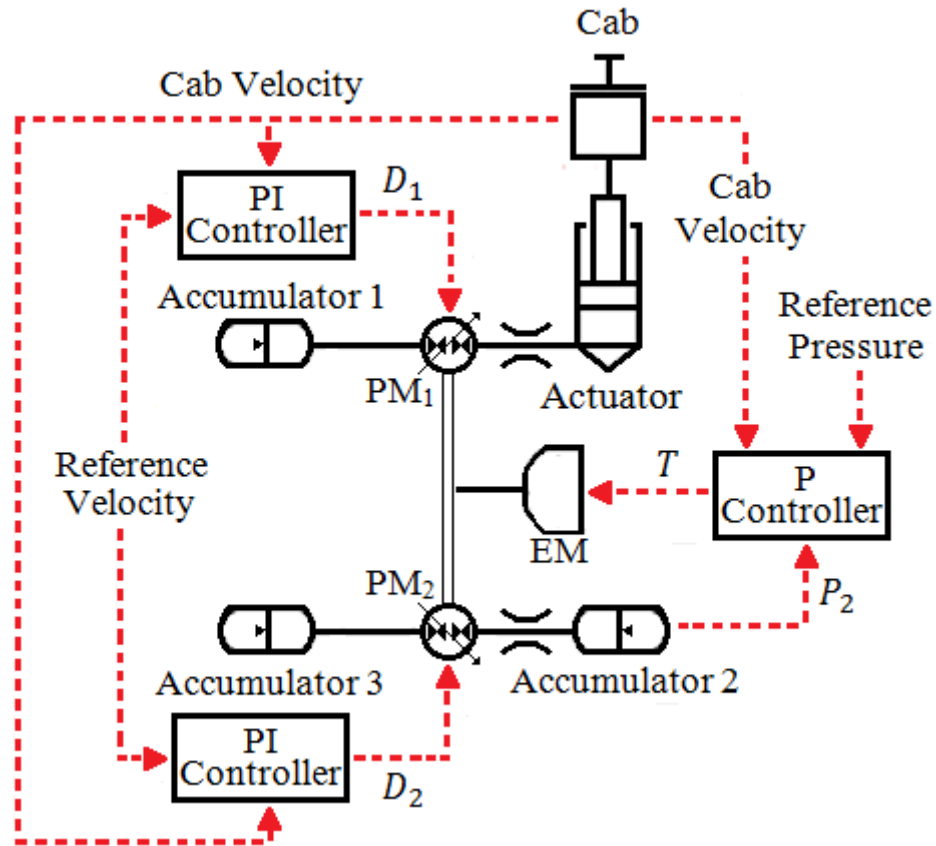 Cab
Cab Velocity
PI
Controller
D₁
Cab
Velocity
Accumulator 1
Reference
Pressure
PM₁
Actuator
Reference
Velocity
T
P
Controller
EM
PM₂
P₂
Accumulator 3
Accumulator 2
PI
Controller
D₂